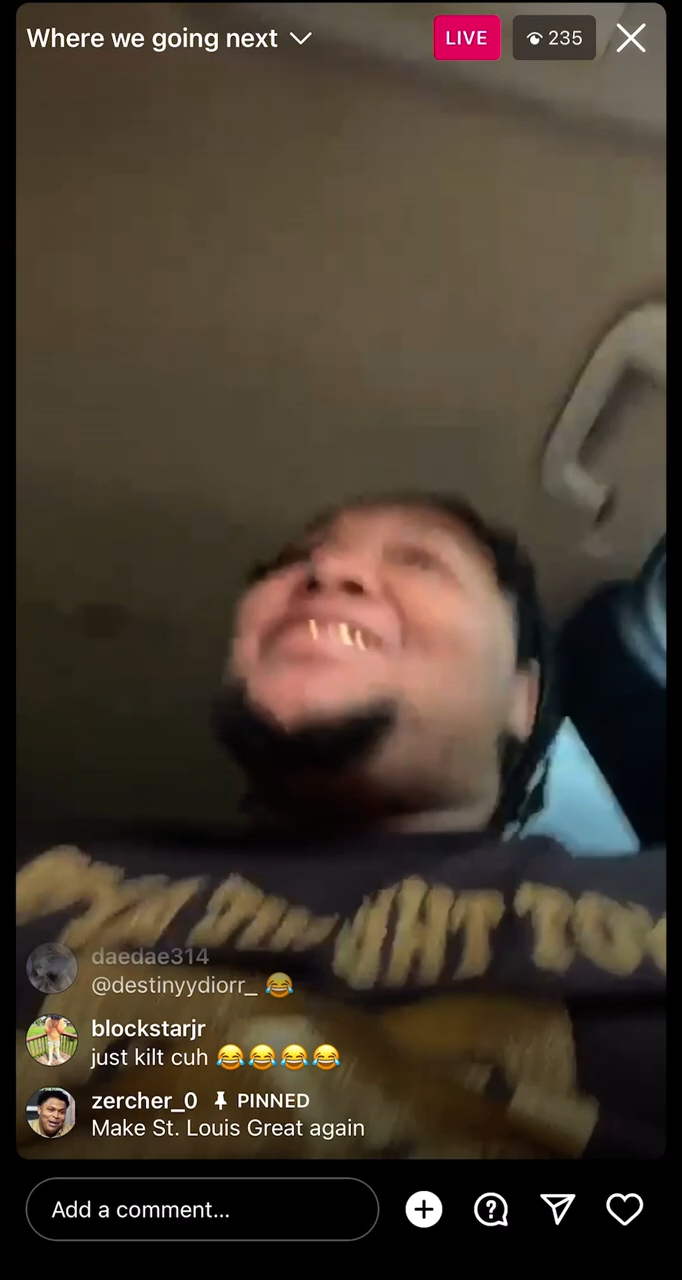 Where we going next
LIVE
235
daedae314
@destinyydiorr_ 😂
blockstarjr
just kilt cuh 😂😂😂😂
zercher_0 PINNED
Make St. Louis Great again
Add a comment...